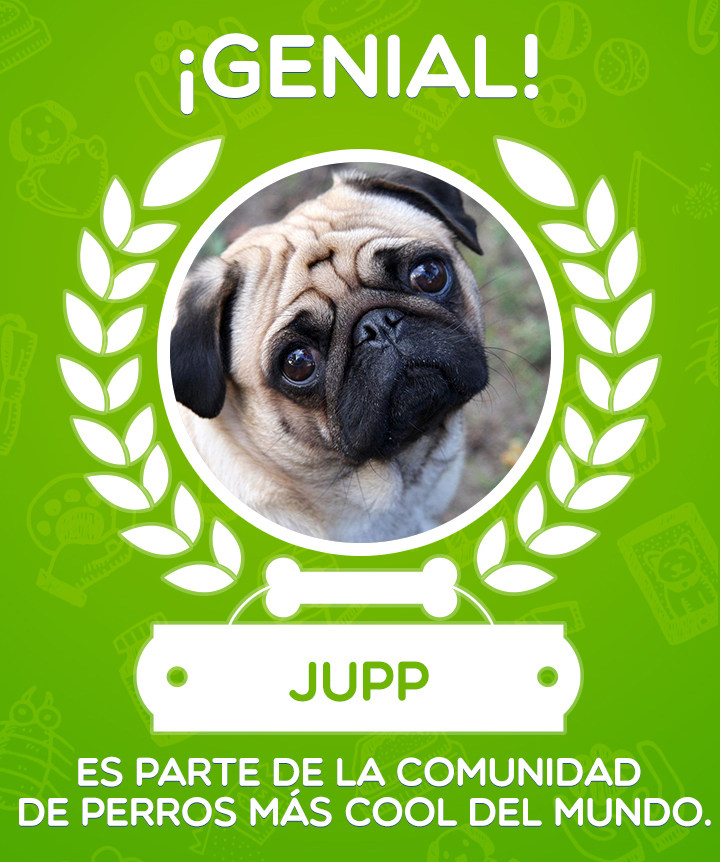 ¡GENIAL!
JUPP
ES PARTE DE LA COMUNIDAD
DE PERROS MÁS COOL DEL MUNDO.